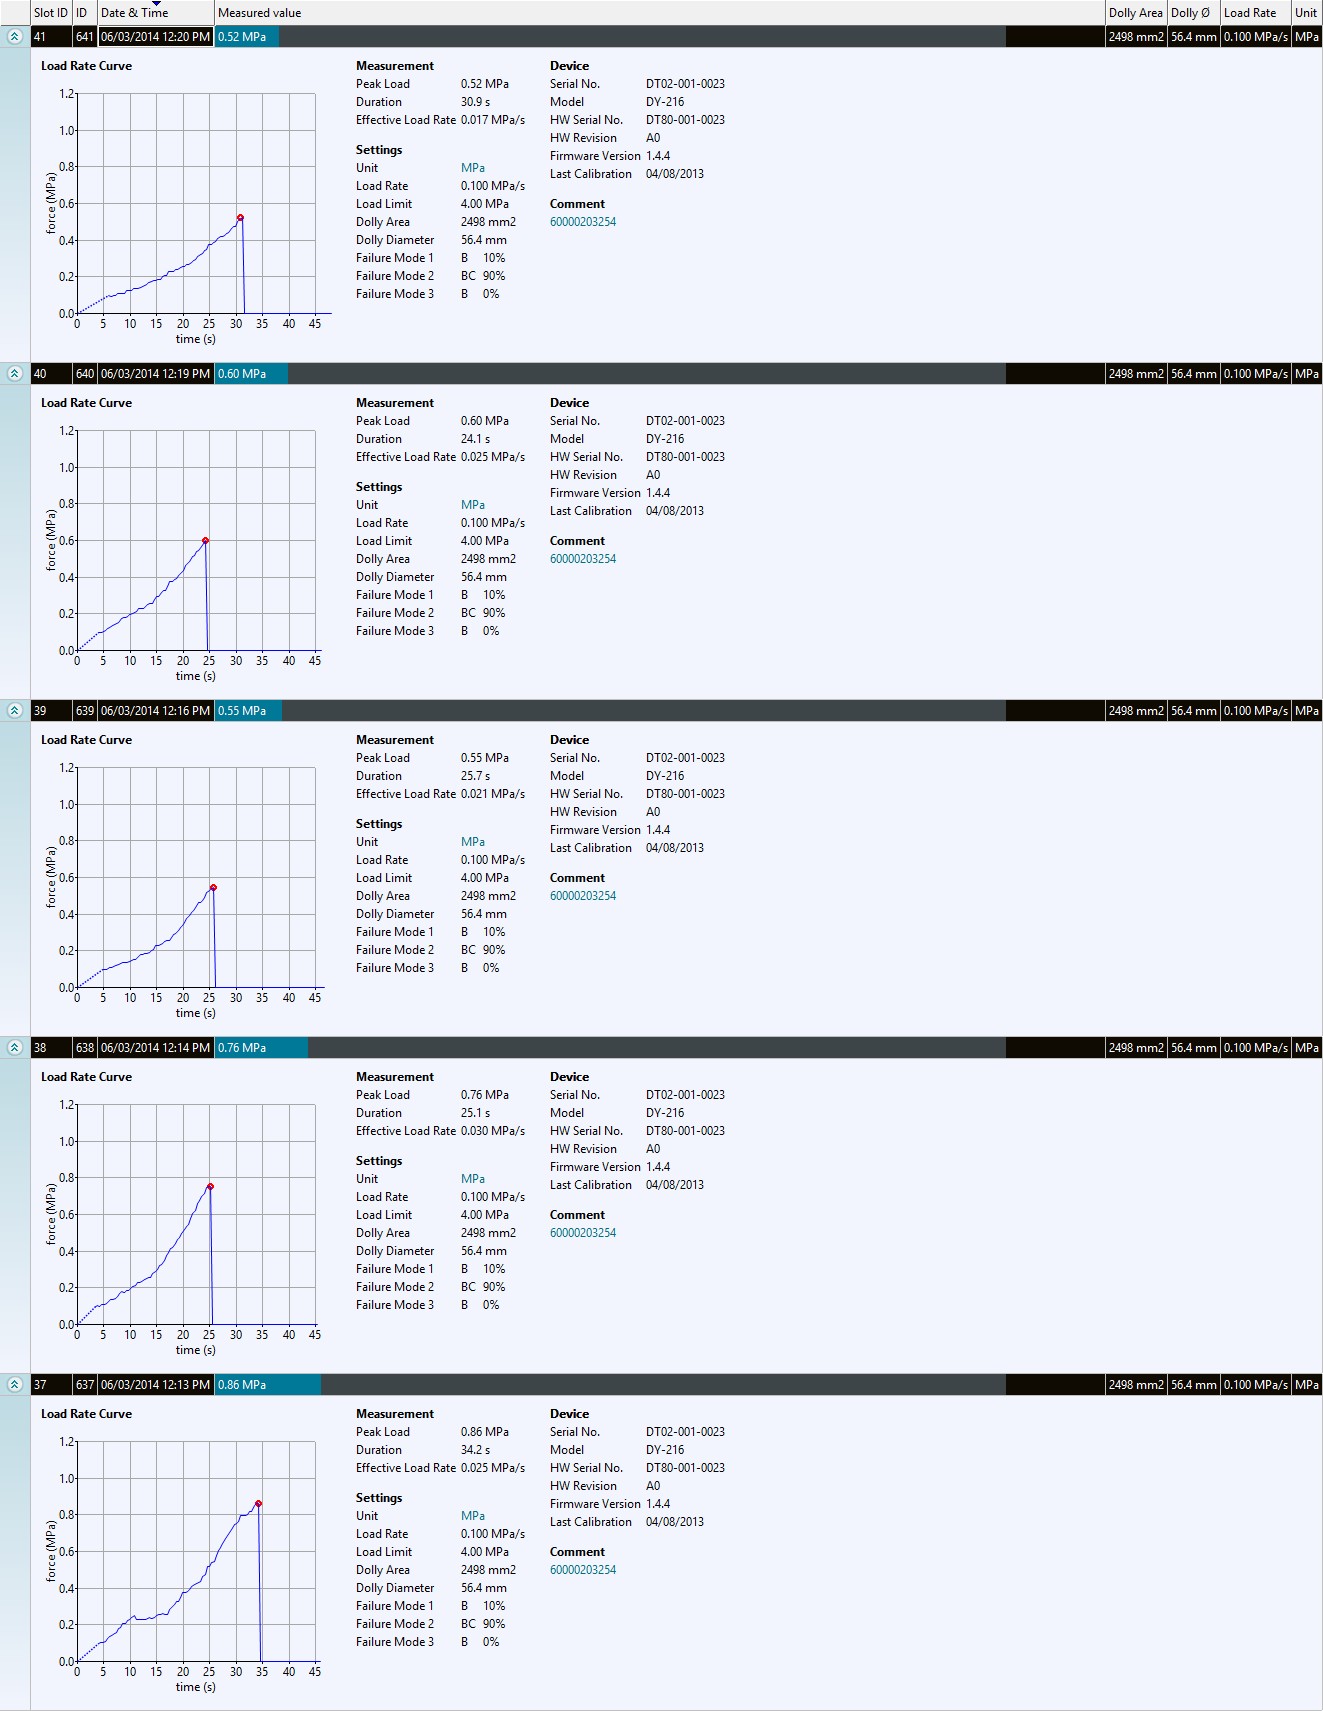 Slot ID ID Date & Time Measured value Dolly Area Dolly Ø Load Rate Unit
41 641 06/03/2014 12:20 PM 0.52 MPa 2498 mm2 56.4 mm 0.100 MPa/s MPa
Load Rate Curve Measurement Device
Peak Load 0.52 MPa Serial No. DT02-001-0023
1.2 Duration 30.9 s Model DY-216
Effective Load Rate 0.017 MPa/s HW Serial No. DT80-001-0023
1.0 HW Revision A0
Settings Firmware Version 1.4.4
0.8 Unit MPa Last Calibration 04/08/2013
Load Rate 0.100 MPa/s
0.6 Load Limit 4.00 MPa Comment
force (MPa) Dolly Area 2498 mm2 60000203254
0.4 Dolly Diameter 56.4 mm
Failure Mode 1 B 10%
0.2 Failure Mode 2 BC 90%
Failure Mode 3 B 0%
0.0
0 5 10 15 20 25 30 35 40 45
time (s)
40 640 06/03/2014 12:19 PM 0.60 MPa 2498 mm2 56.4 mm 0.100 MPa/s MPa
Load Rate Curve Measurement Device
Peak Load 0.60 MPa Serial No. DT02-001-0023
1.2 Duration 24.1 s Model DY-216
Effective Load Rate 0.025 MPa/s HW Serial No. DT80-001-0023
1.0 HW Revision A0
Settings Firmware Version 1.4.4
0.8 Unit MPa Last Calibration 04/08/2013
Load Rate 0.100 MPa/s
0.6 Load Limit 4.00 MPa Comment
force (MPa) Dolly Area 2498 mm2 60000203254
0.4 Dolly Diameter 56.4 mm
Failure Mode 1 B 10%
0.2 Failure Mode 2 BC 90%
Failure Mode 3 B 0%
0.0
0 5 10 15 20 25 30 35 40 45
time (s)
39 639 06/03/2014 12:16 PM 0.55 MPa 2498 mm2 56.4 mm 0.100 MPa/s MPa
Load Rate Curve Measurement Device
Peak Load 0.55 MPa Serial No. DT02-001-0023
1.2 Duration 25.7 s Model DY-216
Effective Load Rate 0.021 MPa/s HW Serial No. DT80-001-0023
1.0 HW Revision A0
Settings Firmware Version 1.4.4
0.8 Unit MPa Last Calibration 04/08/2013
Load Rate 0.100 MPa/s
0.6 Load Limit 4.00 MPa Comment
force (MPa) Dolly Area 2498 mm2 60000203254
0.4 Dolly Diameter 56.4 mm
Failure Mode 1 B 10%
0.2 Failure Mode 2 BC 90%
Failure Mode 3 B 0%
0.0
0 5 10 15 20 25 30 35 40 45
time (s)
38 638 06/03/2014 12:14 PM 0.76 MPa 2498 mm2 56.4 mm 0.100 MPa/s MPa
Load Rate Curve Measurement Device
Peak Load 0.76 MPa Serial No. DT02-001-0023
1.2 Duration 25.1 s Model DY-216
Effective Load Rate 0.030 MPa/s HW Serial No. DT80-001-0023
1.0 HW Revision A0
Settings Firmware Version 1.4.4
0.8 Unit MPa Last Calibration 04/08/2013
Load Rate 0.100 MPa/s
0.6 Load Limit 4.00 MPa Comment
force (MPa) Dolly Area 2498 mm2 60000203254
0.4 Dolly Diameter 56.4 mm
Failure Mode 1 B 10%
0.2 Failure Mode 2 BC 90%
Failure Mode 3 B 0%
0.0
0 5 10 15 20 25 30 35 40 45
time (s)
37 637 06/03/2014 12:13 PM 0.86 MPa 2498 mm2 56.4 mm 0.100 MPa/s MPa
Load Rate Curve Measurement Device
Peak Load 0.86 MPa Serial No. DT02-001-0023
1.2 Duration 34.2 s Model DY-216
Effective Load Rate 0.025 MPa/s HW Serial No. DT80-001-0023
1.0 HW Revision A0
Settings Firmware Version 1.4.4
0.8 Unit MPa Last Calibration 04/08/2013
Load Rate 0.100 MPa/s
0.6 Load Limit 4.00 MPa Comment
force (MPa) Dolly Area 2498 mm2 60000203254
0.4 Dolly Diameter 56.4 mm
Failure Mode 1 B 10%
0.2 Failure Mode 2 BC 90%
Failure Mode 3 B 0%
0.0
0 5 10 15 20 25 30 35 40 45
time (s)